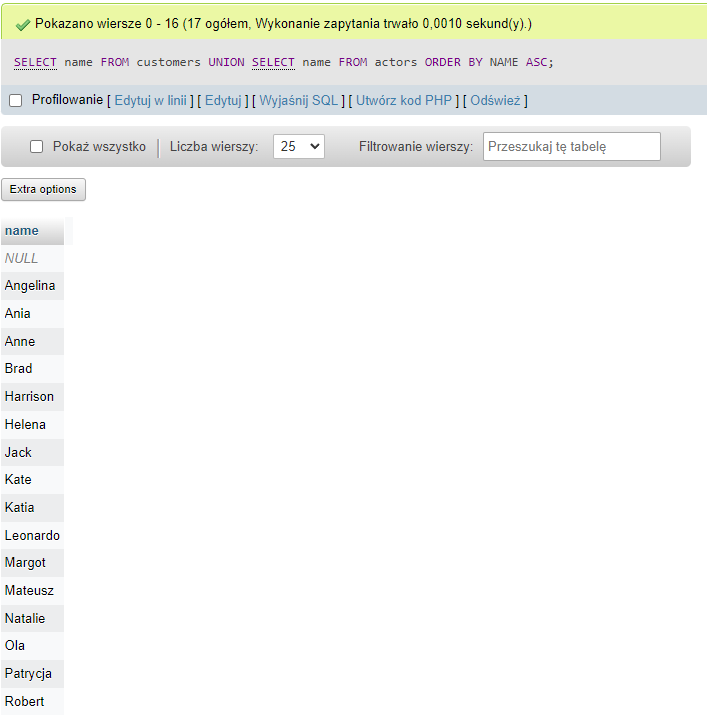 Pokazano wiersze 0 - 16 (17 ogółem, Wykonanie zapytania trwało 0,0010 sekund(y).)
SELECT name FROM customers UNION SELECT name FROM actors ORDER BY NAME ASC;
Profilowanie [ Edytuj w linii ] [ Edytuj ] [ Wyjaśnij SQL ] [ Utwórz kod PHP ] [ Odśwież ]
Pokaż wszystko | Liczba wierszy: 25 Filtrowanie wierszy: Przeszukaj tę tabelę
Extra options
name
NULL
Angelina
Ania
Anne
Brad
Harrison
Helena
Jack
Kate
Katia
Leonardo
Margot
Mateusz
Natalie
Ola
Patrycja
Robert